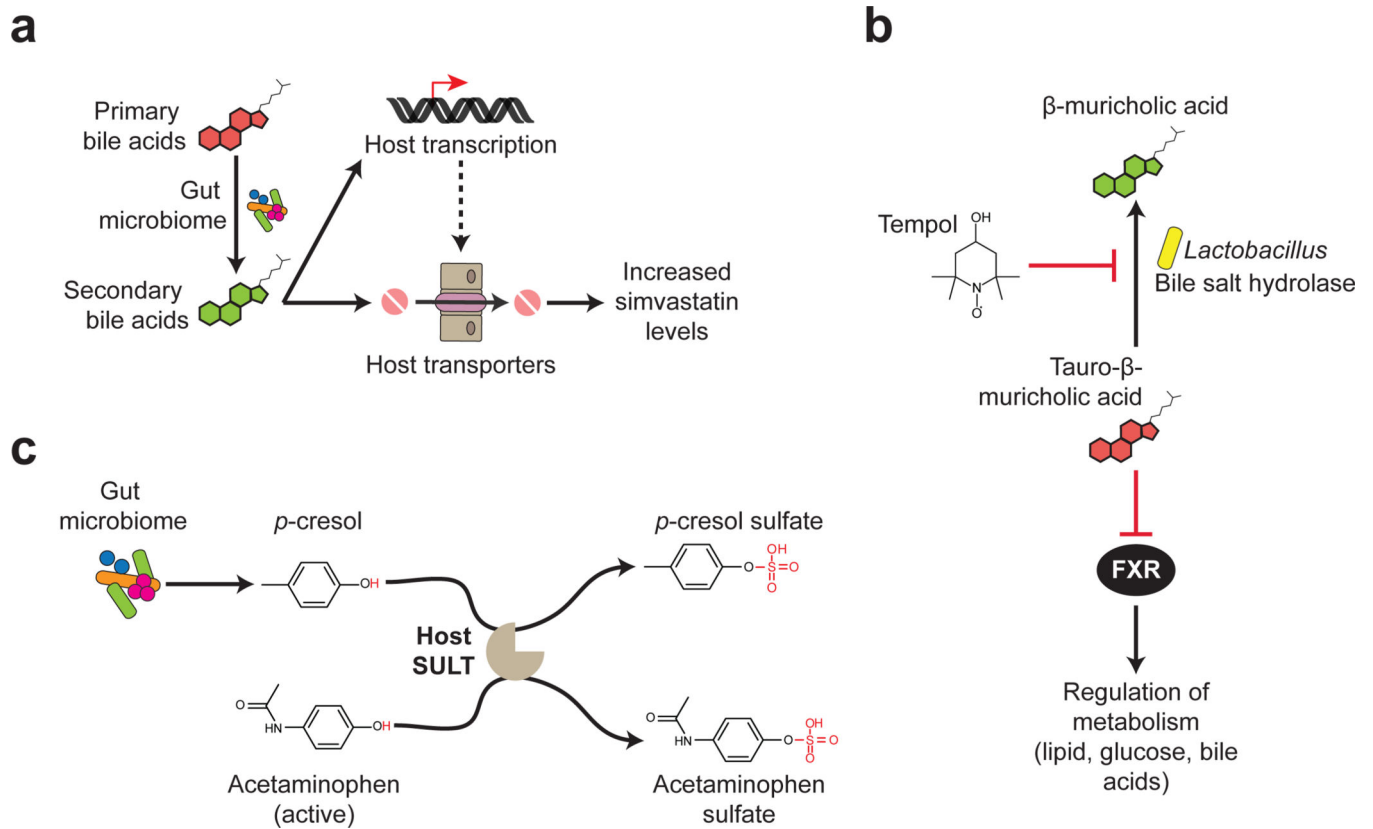 a
Primary
bile acids
Gut
microbiome
Secondary
bile acids
Host transcription
Host transporters
Increased
simvastatin
levels
b
β-muricholic acid
Tempol
OH
N
O
Lactobacillus
Bile salt hydrolase
Tauro-β-
muricholic acid
FXR
Regulation of
metabolism
(lipid, glucose, bile
acids)
c
Gut
microbiome
p-cresol
OH
p-cresol sulfate
OH
O S O
O
Host
SULT
O
HN
OH
Acetaminophen
(active)
O
HN
OH
O S O
O
Acetaminophen
sulfate